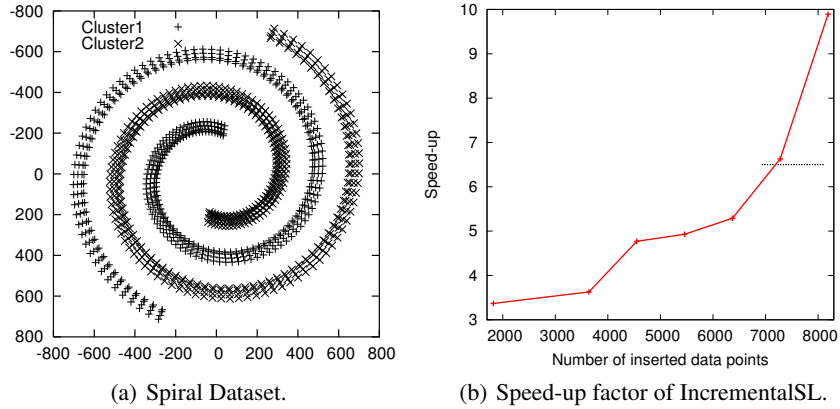 -800
-600
-400
-200
0
200
400
600
800
-800 -600 -400 -200 0 200 400 600 800
Cluster1
Cluster2
(a) Spiral Dataset.
10
9
8
7
6
5
4
3
Speed-up
2000 3000 4000 5000 6000 7000 8000
Number of inserted data points
(b) Speed-up factor of IncrementalSL.